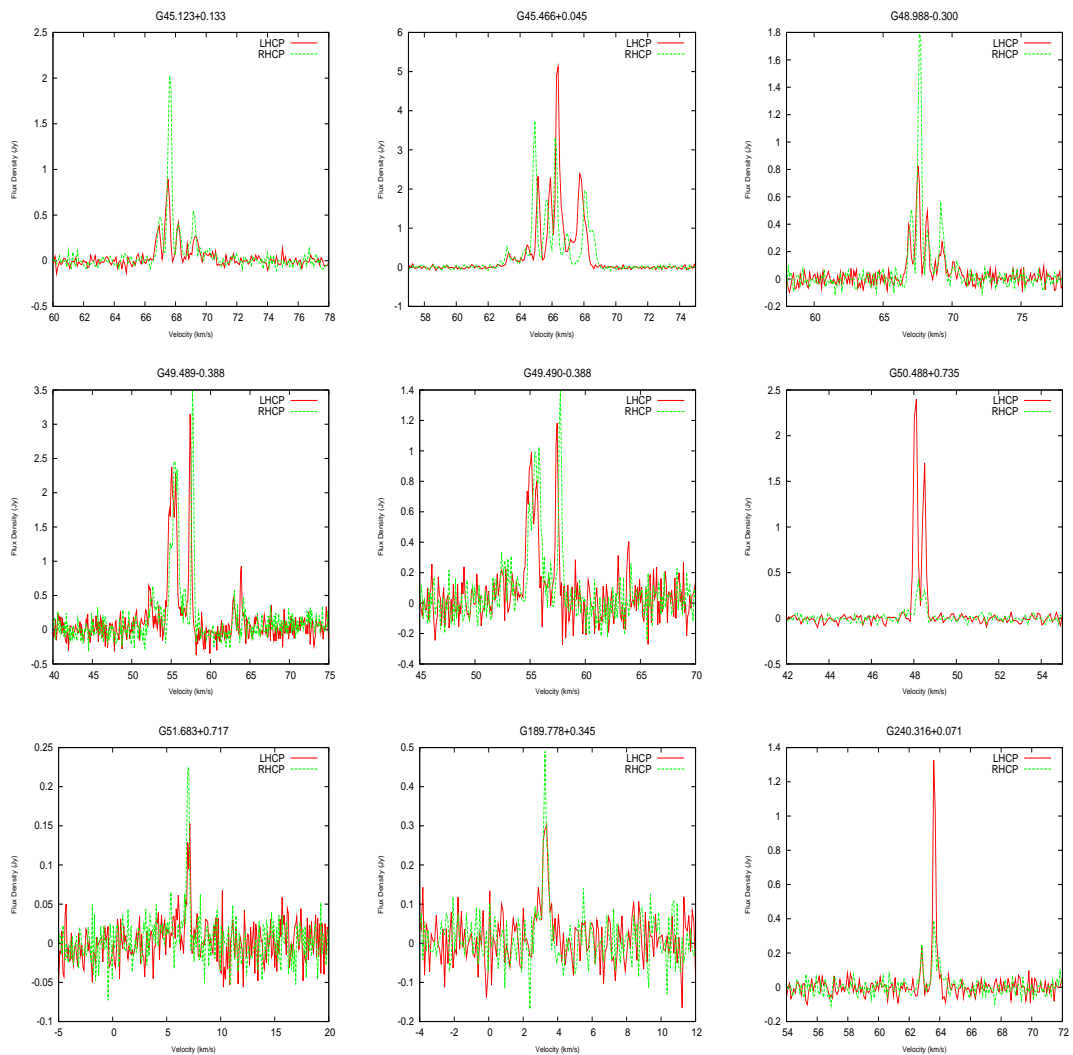 G45.123+0.133
2.5
2
1.5
1
0.5
0
-0.5
60 62 64 66 68 70 72 74 76 78
Flux Density (Jy)
Velocity (km/s)
LHCP
RHCP
G45.466+0.045
6
5
4
3
2
1
0
-1
58 60 62 64 66 68 70 72 74
Flux Density (Jy)
Velocity (km/s)
LHCP
RHCP
G48.988-0.300
1.8
1.6
1.4
1.2
1
0.8
0.6
0.4
0.2
0
-0.2
60 65 70 75
Flux Density (Jy)
Velocity (km/s)
LHCP
RHCP
G49.489-0.388
3.5
3
2.5
2
1.5
1
0.5
0
-0.5
40 45 50 55 60 65 70 75
Flux Density (Jy)
Velocity (km/s)
LHCP
RHCP
G49.490-0.388
1.4
1.2
1
0.8
0.6
0.4
0.2
0
-0.2
-0.4
45 50 55 60 65 70
Flux Density (Jy)
Velocity (km/s)
LHCP
RHCP
G50.488+0.735
2.5
2
1.5
1
0.5
0
-0.5
42 44 46 48 50 52 54
Flux Density (Jy)
Velocity (km/s)
LHCP
RHCP
G51.683+0.717
0.25
0.2
0.15
0.1
0.05
0
-0.05
-0.1
-5 0 5 10 15 20
Flux Density (Jy)
Velocity (km/s)
LHCP
RHCP
G189.778+0.345
0.5
0.4
0.3
0.2
0.1
0
-0.1
-0.2
-4 -2 0 2 4 6 8 10 12
Flux Density (Jy)
Velocity (km/s)
LHCP
RHCP
G240.316+0.071
1.4
1.2
1
0.8
0.6
0.4
0.2
0
-0.2
54 56 58 60 62 64 66 68 70 72
Flux Density (Jy)
Velocity (km/s)
LHCP
RHCP